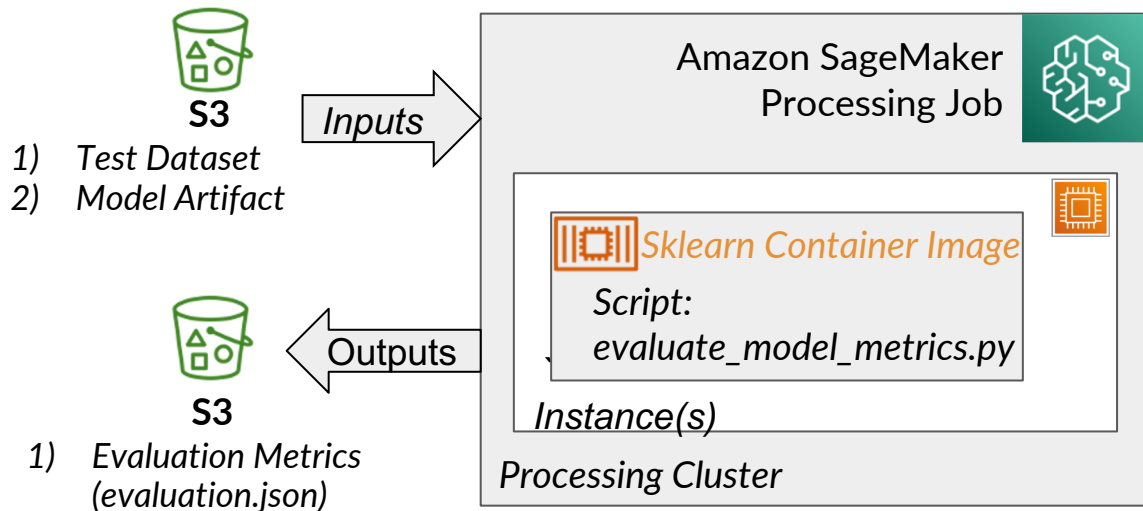 S3
1) Test Dataset
2) Model Artifact
Inputs
Amazon SageMaker
Processing Job
Sklearn Container Image
Script:
evaluate_model_metrics.py
Instance(s)
Processing Cluster
Outputs
S3
1) Evaluation Metrics
(evaluation.json)